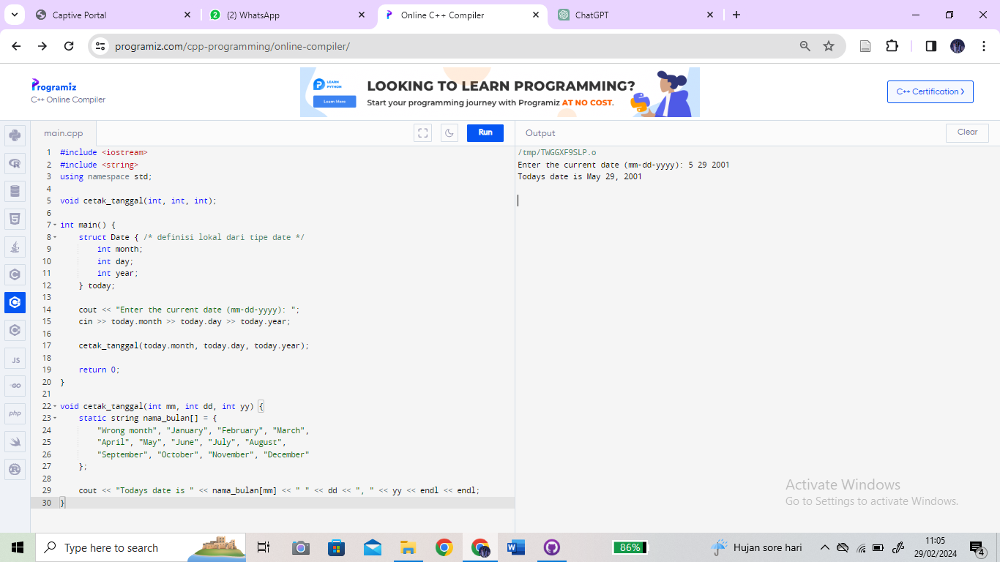 Captive Portal
(2) WhatsApp
Online C++ Compiler
ChatGPT
programiz.com/cpp-programming/online-compiler/
Programiz
C++ Online Compiler
LEARN
PYTHON
Learn More
LOOKING TO LEARN PROGRAMMING?
Start your programming journey with Programiz AT NO COST.
C++ Certification >
main.cpp
Run
1 #include <iostream>
2 #include <string>
3 using namespace std;
4
5 void cetak_tanggal(int, int, int);
6
7 int main() {
8 struct Date { /* definisi lokal dari tipe date */
9 int month;
10 int day;
11 int year;
12 } today;
13
14 cout << "Enter the current date (mm-dd-yyyy): ";
15 cin >> today.month >> today.day >> today.year;
16
17 cetak_tanggal(today.month, today.day, today.year);
18
19 return 0;
20 }
21
22 void cetak_tanggal(int mm, int dd, int yy) {
23 static string nama_bulan[] = {
24 "Wrong month", "January", "February", "March",
25 "April", "May", "June", "July", "August",
26 "September", "October", "November", "December"
27 };
28
29 cout << "Todays date is " << nama_bulan[mm] << " " << dd << ", " << yy << endl << endl;
30 }
Output
Clear
/tmp/TWGGXF9SLP.o
Enter the current date (mm-dd-yyyy): 5 29 2001
Todays date is May 29, 2001
JS
GO
php
Activate Windows
Go to Settings to activate Windows.
Type here to search
86%
Hujan sore hari
11:05
29/02/2024
4